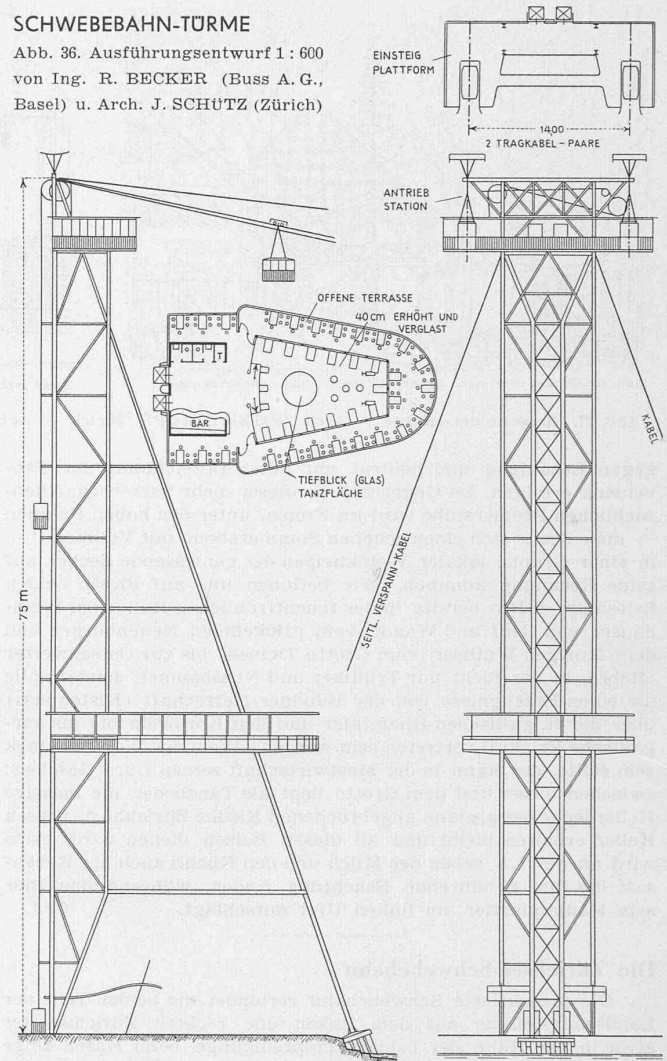 SCHWEBEBAHN-TÜRME
Abb. 36. Ausführungsentwurf 1 : 600
von Ing. R. BECKER (Buss A. G.,
Basel) u. Arch. J. SCHÜTZ (Zürich)
EINSTEIG
PLATTFORM
1400
2 TRAGKABEL - PAARE
ANTRIEB
STATION
OFFENE TERRASSE
40 cm ERHÖHT UND
VERGLAST
T
BAR
TIEFBLICK (GLAS)
TANZFLÄCHE
KABEL
SEITL. VERSPANN-KABEL
75 m